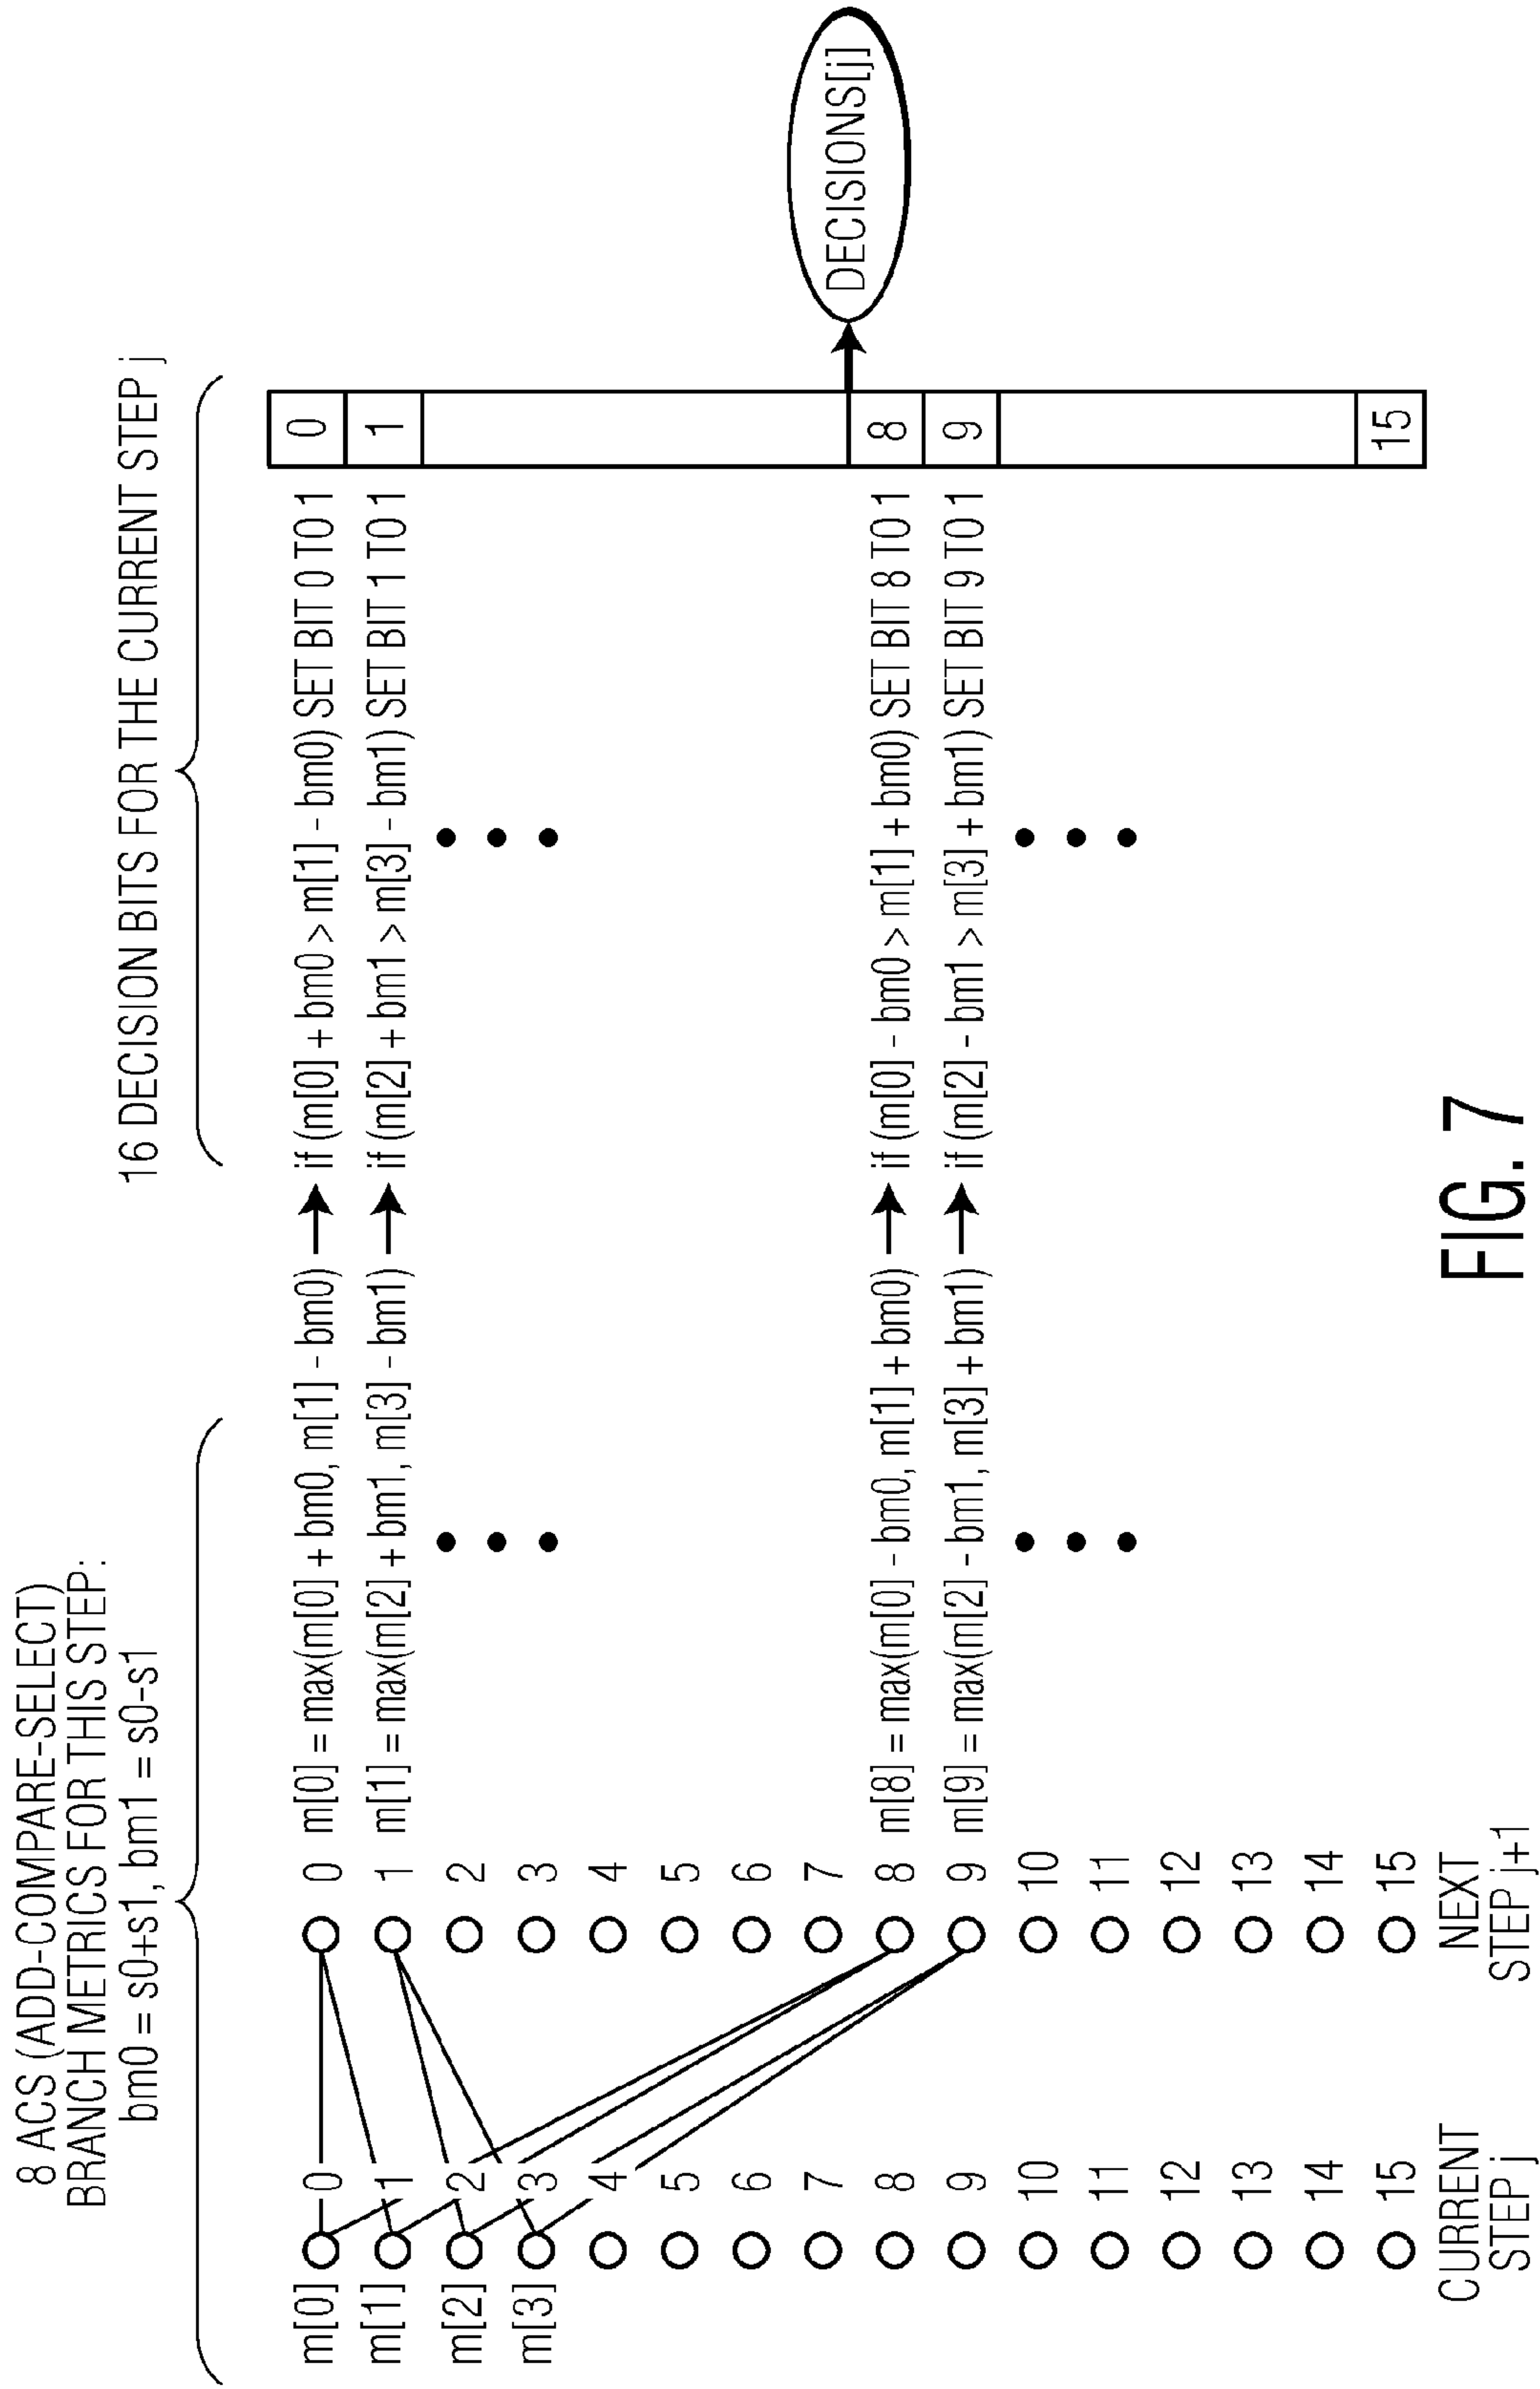 8 ACS (ADD-COMPARE-SELECT)
BRANCH METRICS FOR THIS STEP:
bm0 = s0+s1, bm1 = s0-s1
16 DECISION BITS FOR THE CURRENT STEP j
m[0] 0 0 m[0] = max(m[0] + bm0, m[1] - bm0) if (m[0] + bm0 > m[1] - bm0) SET BIT 0 TO 1 0
m[1] 1 1 m[1] = max(m[2] + bm1, m[3] - bm1) if (m[2] + bm1 > m[3] - bm1) SET BIT 1 TO 1 1
m[2] 2 2
m[3] 3 3
4 4
5 5
6 6
7 7
DECISIONS[j]
8 8 m[8] = max(m[0] - bm0, m[1] + bm0) if (m[0] - bm0 > m[1] + bm0) SET BIT 8 TO 1 8
9 9 m[9] = max(m[2] - bm1, m[3] + bm1) if (m[2] - bm1 > m[3] + bm1) SET BIT 9 TO 1 9
10 10
11 11
12 12
13 13
14 14
15 15 15
CURRENT
STEP j
NEXT
STEP j+1
FIG. 7